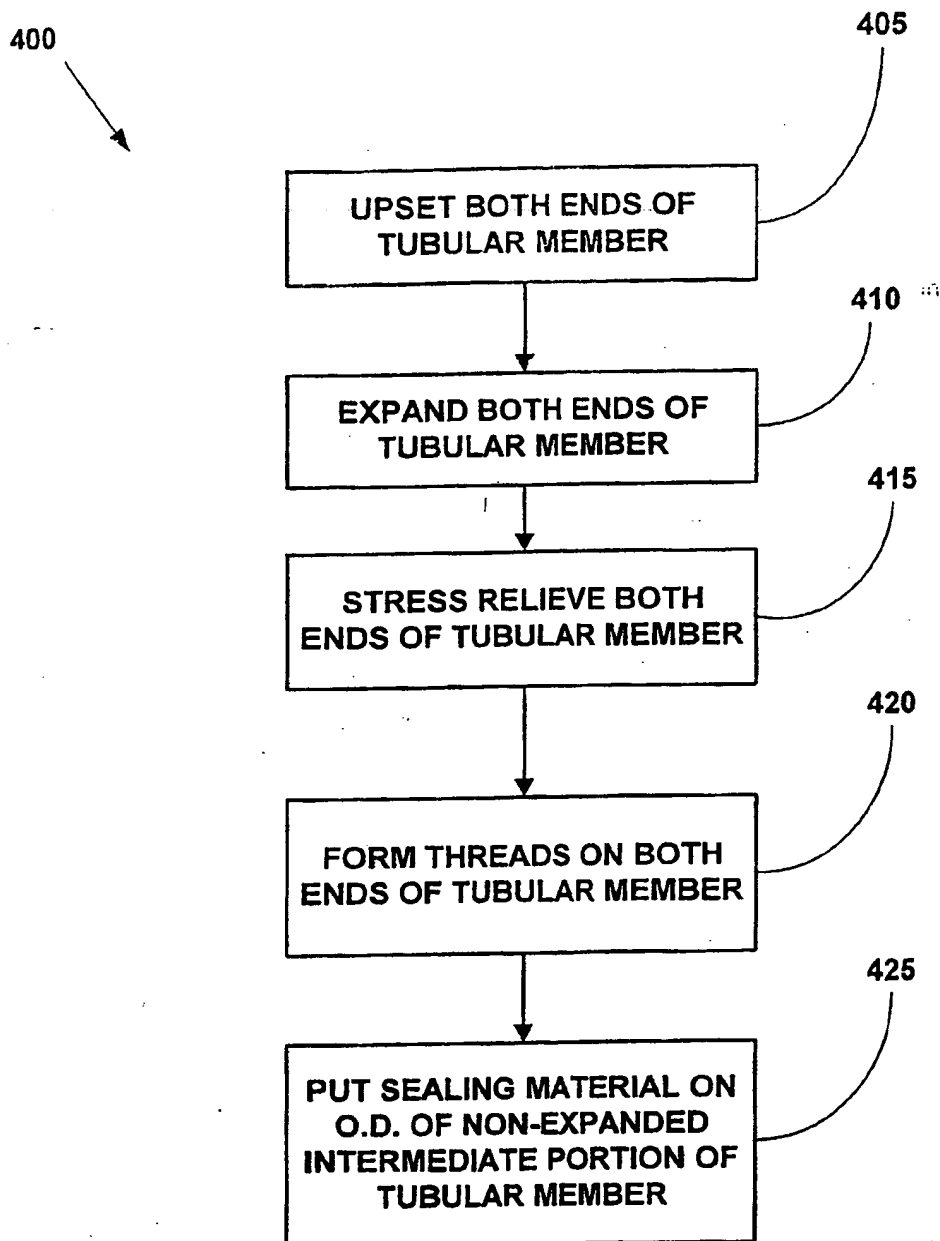 400
405
UPSET BOTH ENDS OF
TUBULAR MEMBER
410
EXPAND BOTH ENDS OF
TUBULAR MEMBER
415
STRESS RELIEVE BOTH
ENDS OF TUBULAR MEMBER
420
FORM THREADS ON BOTH
ENDS OF TUBULAR MEMBER
425
PUT SEALING MATERIAL ON
O.D. OF NON-EXPANDED
INTERMEDIATE PORTION OF
TUBULAR MEMBER